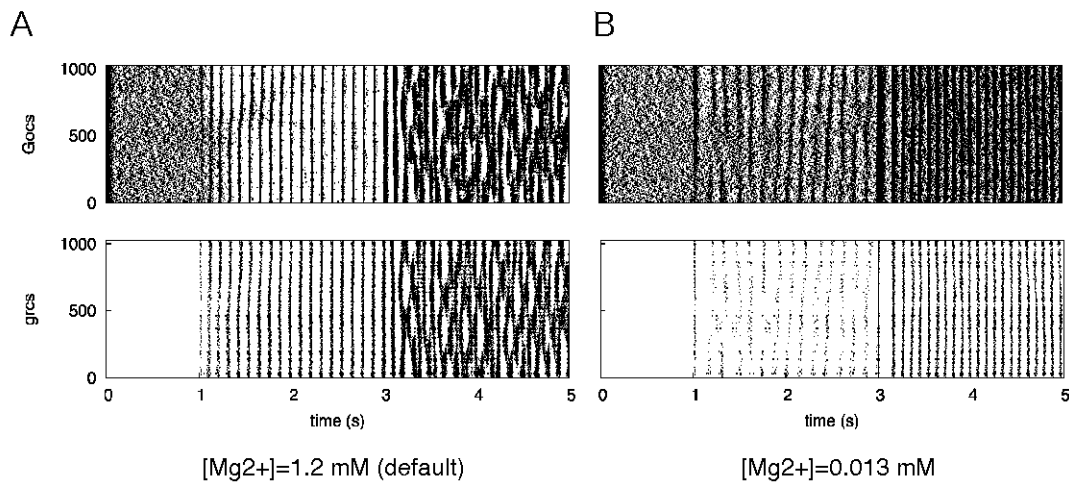 A
B
1000
Gocs
500
0
1000
grcs
500
0
0 1 2 3 4 5
0 1 2 3 4 5
time (s)
time (s)
[Mg2+]=1.2 mM (default)
[Mg2+]=0.013 mM